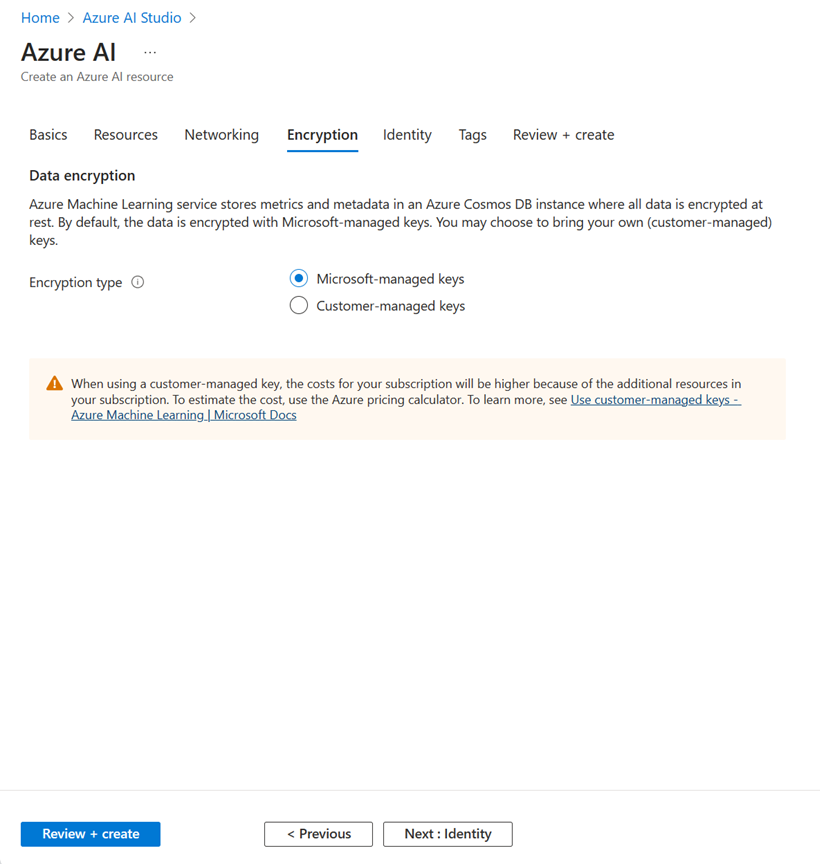 Home > Azure AI Studio >
Azure AI ...
Create an Azure AI resource
Basics Resources Networking Encryption Identity Tags Review + create
Data encryption
Azure Machine Learning service stores metrics and metadata in an Azure Cosmos DB instance where all data is encrypted at
rest. By default, the data is encrypted with Microsoft-managed keys. You may choose to bring your own (customer-managed)
keys.
Encryption type Microsoft-managed keys
Customer-managed keys
When using a customer-managed key, the costs for your subscription will be higher because of the additional resources in
your subscription. To estimate the cost, use the Azure pricing calculator. To learn more, see Use customer-managed keys -
Azure Machine Learning | Microsoft Docs
Review + create < Previous Next : Identity